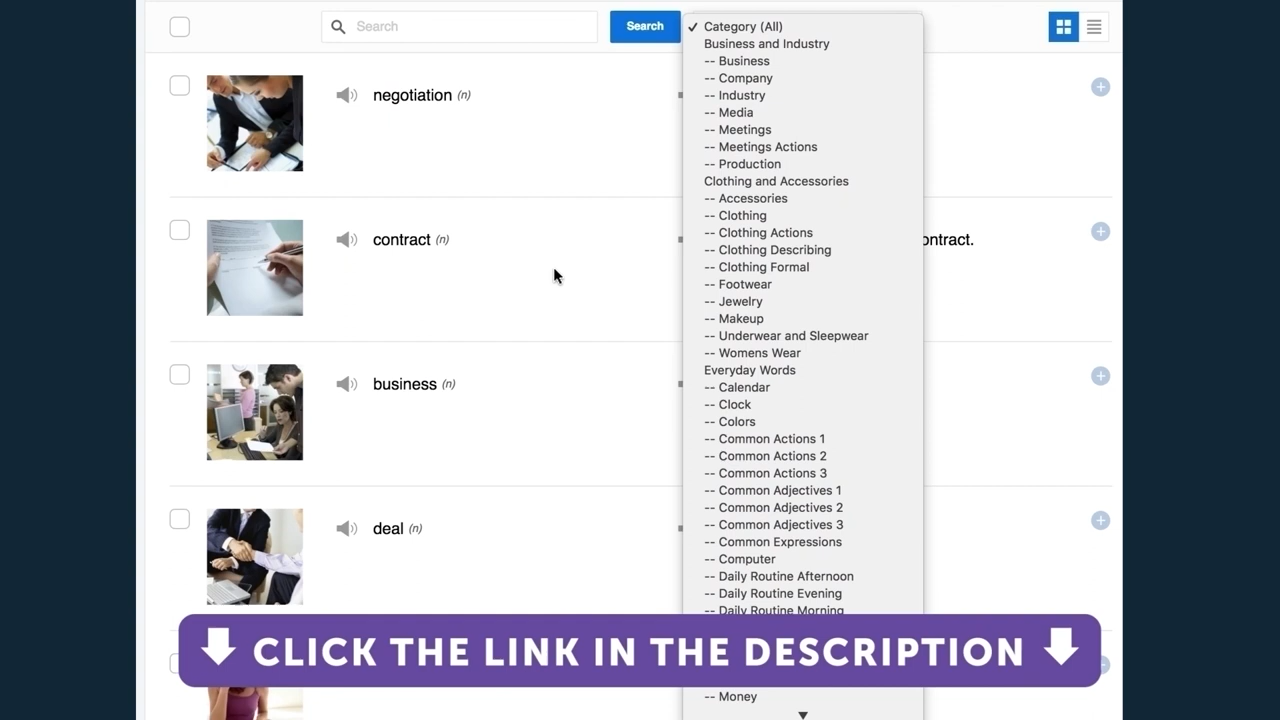 Search
Search
✓ Category (All)
Business and Industry
-- Business
-- Company
-- Industry
-- Media
-- Meetings
-- Meetings Actions
-- Production
Clothing and Accessories
-- Accessories
-- Clothing
-- Clothing Actions
-- Clothing Describing
-- Clothing Formal
-- Footwear
-- Jewelry
-- Makeup
-- Underwear and Sleepwear
-- Womens Wear
Everyday Words
-- Calendar
-- Clock
-- Colors
-- Common Actions 1
-- Common Actions 2
-- Common Actions 3
-- Common Adjectives 1
-- Common Adjectives 2
-- Common Adjectives 3
-- Common Expressions
-- Computer
-- Daily Routine Afternoon
-- Daily Routine Evening
-- Daily Routine Morning
-- Money
negotiation (n)
contract (n)
ontract.
business (n)
deal (n)
CLICK THE LINK IN THE DESCRIPTION